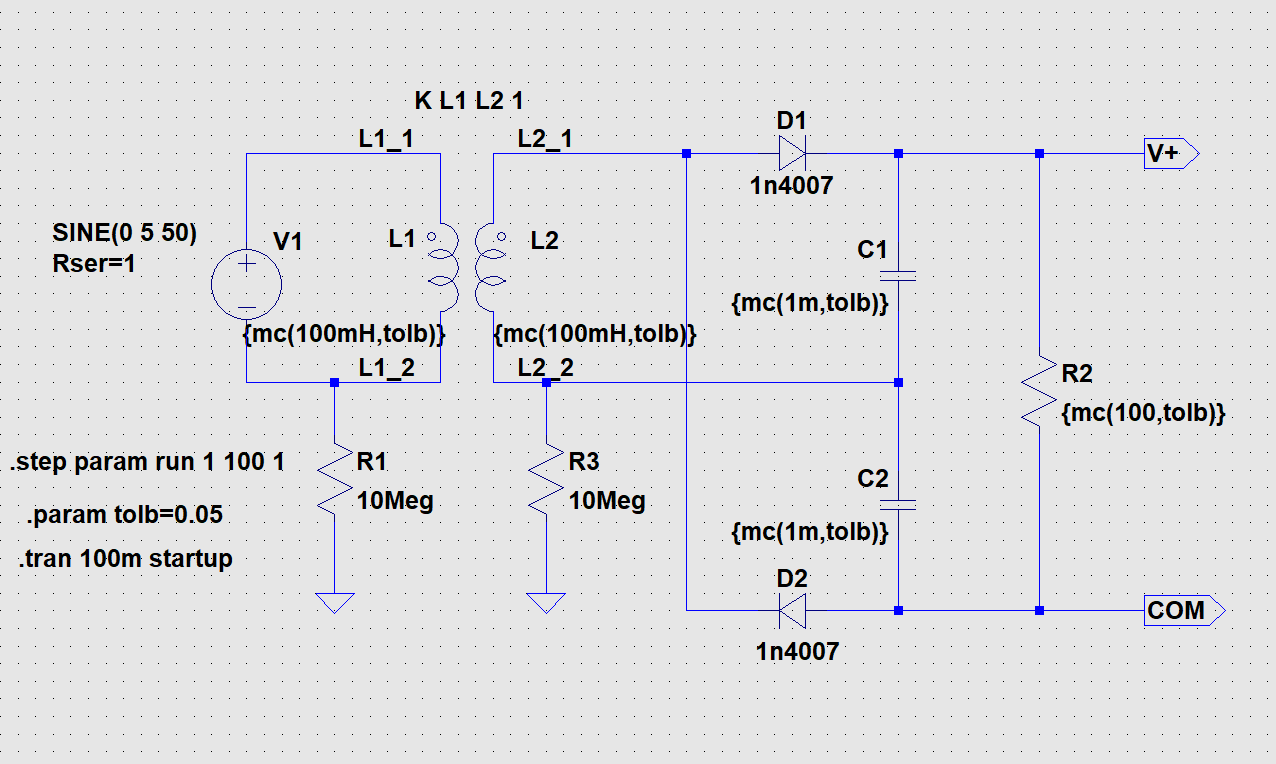 K L1 L2 1
D1
L1_1
L2_1
V+
1n4007
SINE(0 5 50)
Rser=1
V1
L1
L2
C1
{mc(1m,tolb)}
{mc(100mH,tolb)}
{mc(100mH,tolb)}
L1_2
L2_2
R2
{mc(100,tolb)}
.step param run 1 100 1
R1
R3
C2
10Meg
10Meg
.param tolb=0.05
{mc(1m,tolb)}
.tran 100m startup
D2
COM
1n4007